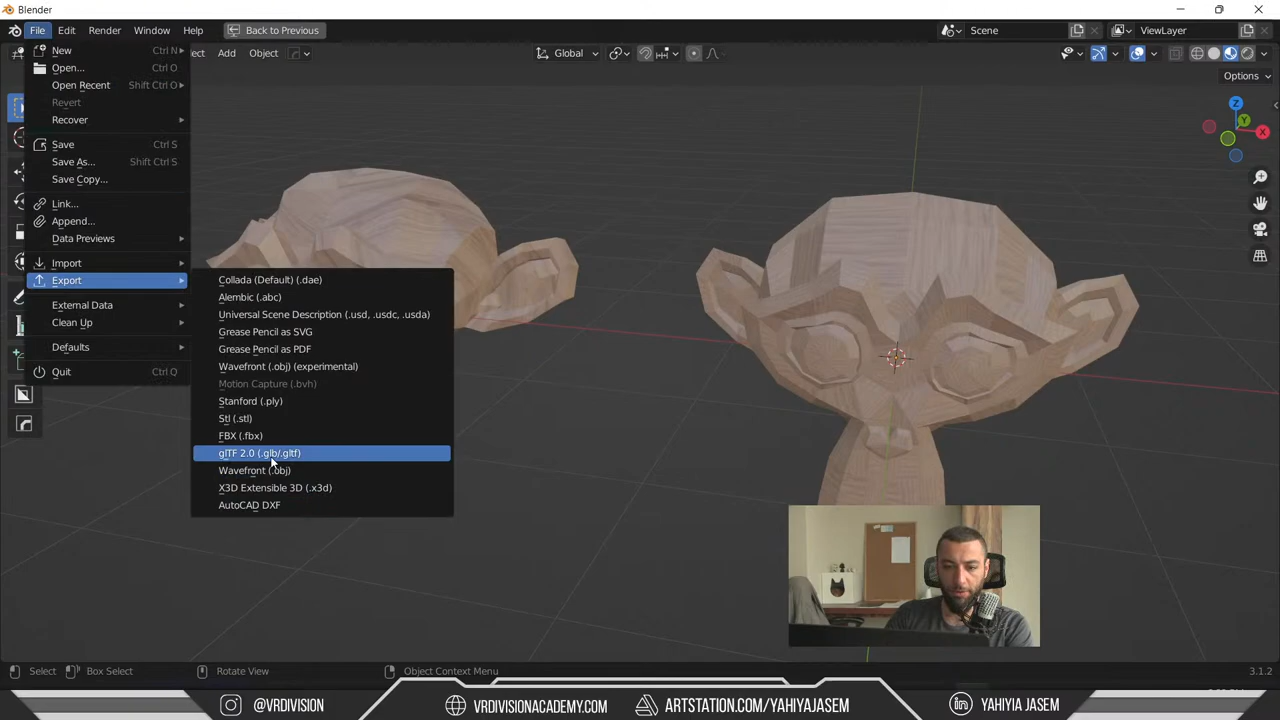 Blender
File Edit Render Window Help Back to Previous Scene ViewLayer
Add Object Global
Options
New Ctrl N
Open... Ctrl O
Open Recent Shift Ctrl O
Revert
Recover
Save Ctrl S
Save As... Shift Ctrl S
Save Copy...
Link...
Append...
Data Previews
Import
Export
External Data
Clean Up
Defaults
Quit Ctrl Q
Collada (Default) (.dae)
Alembic (.abc)
Universal Scene Description (.usd, .usdc, .usda)
Grease Pencil as SVG
Grease Pencil as PDF
Wavefront (.obj) (experimental)
Motion Capture (.bvh)
Stanford (.ply)
Stl (.stl)
FBX (.fbx)
glTF 2.0 (.glb/.gltf)
Wavefront (.obj)
X3D Extensible 3D (.x3d)
AutoCAD DXF
Z
Y
X
Select Box Select Rotate View Object Context Menu 3.1.2
@VRDIVISION VRDIVISIONACADEMY.COM ARTSTATION.COM/YAHIYAJASEM YAHIYIA JASEM